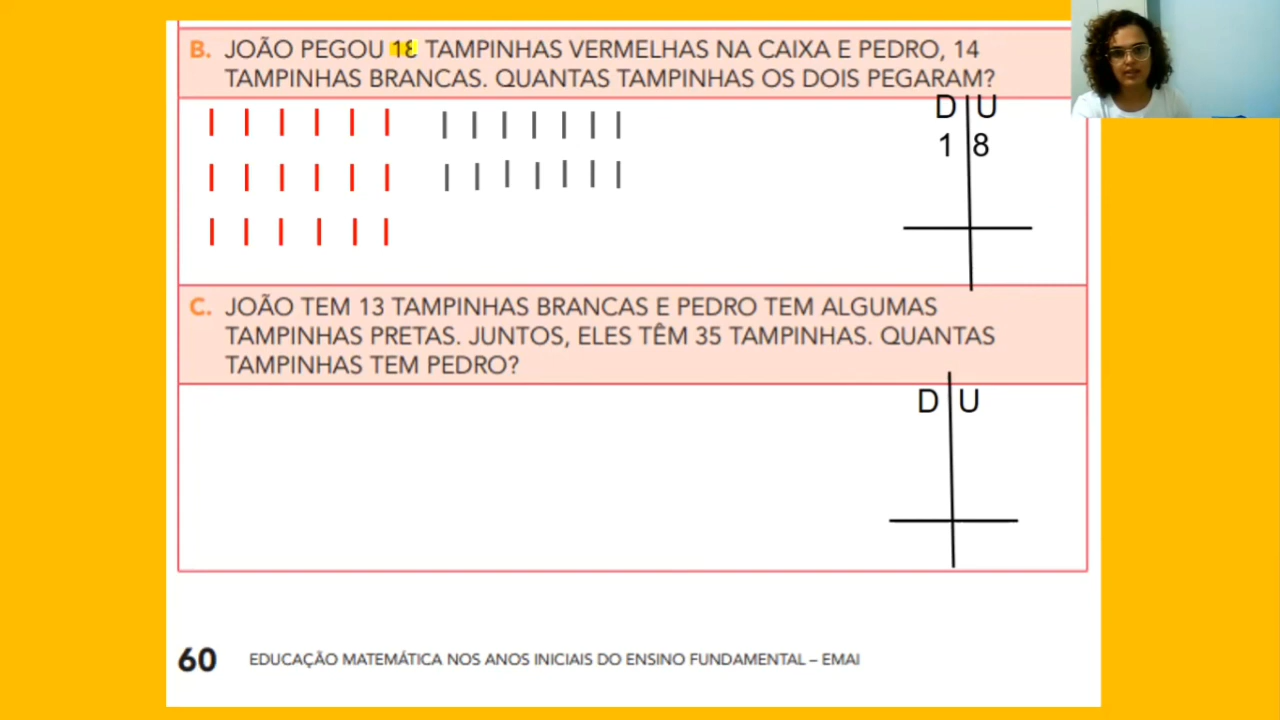 B. JOÃO PEGOU 18 TAMPINHAS VERMELHAS NA CAIXA E PEDRO, 14
TAMPINHAS BRANCAS. QUANTAS TAMPINHAS OS DOIS PEGARAM?
D U
1 8
C. JOÃO TEM 13 TAMPINHAS BRANCAS E PEDRO TEM ALGUMAS
TAMPINHAS PRETAS. JUNTOS, ELES TÊM 35 TAMPINHAS. QUANTAS
TAMPINHAS TEM PEDRO?
D U
60 EDUCAÇÃO MATEMÁTICA NOS ANOS INICIAIS DO ENSINO FUNDAMENTAL – EMAI